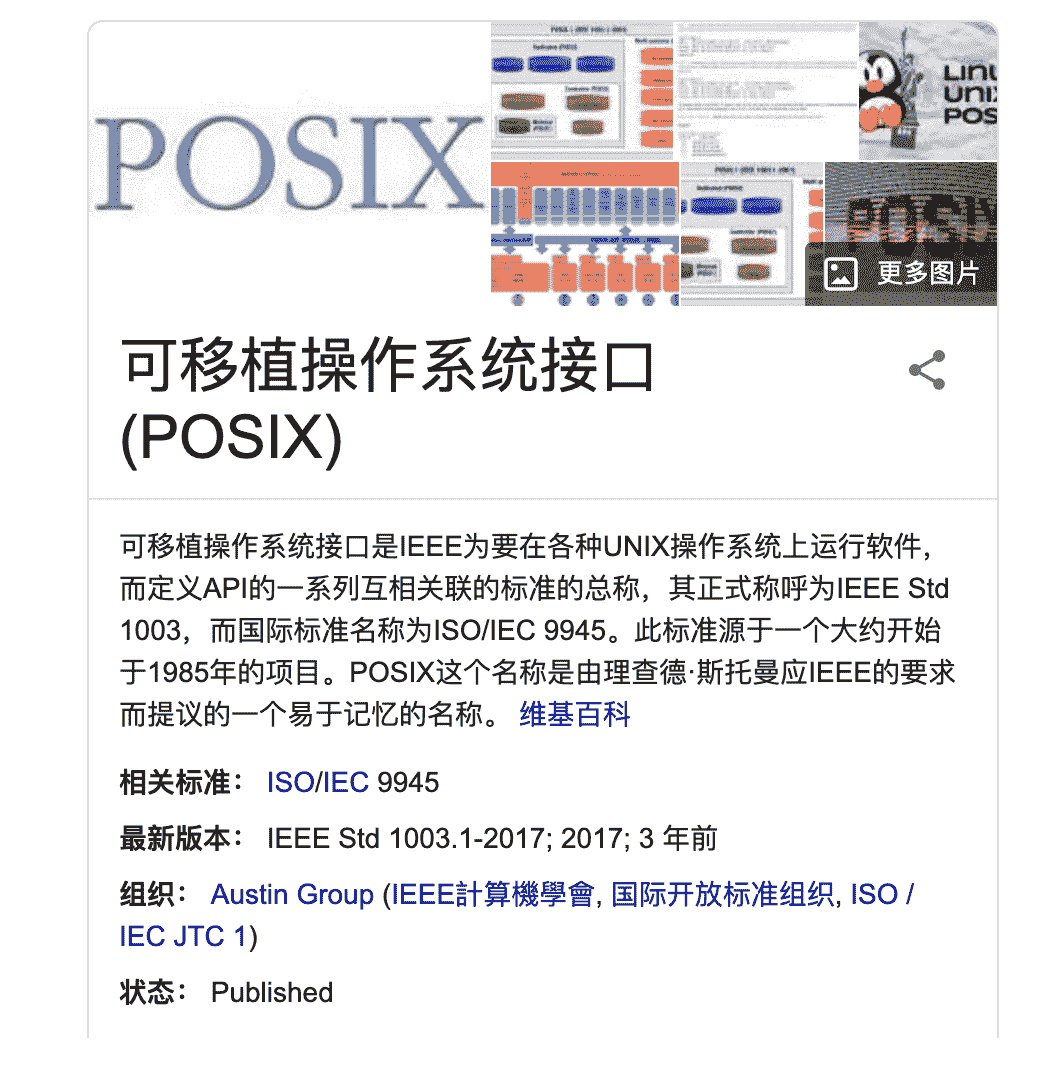 POSIX
LINU
UNIX
POS
POSIX
更多图片
可移植操作系统接口
(POSIX)
可移植操作系统接口是IEEE为要在各种UNIX操作系统上运行软件，
而定义API的一系列互相关联的标准的总称，其正式称呼为IEEE Std
1003，而国际标准名称为ISO/IEC 9945。此标准源于一个大约开始
于1985年的项目。POSIX这个名称是由理查德·斯托曼应IEEE的要求
而提议的一个易于记忆的名称。 维基百科
相关标准： ISO/IEC 9945
最新版本： IEEE Std 1003.1-2017; 2017; 3 年前
组织： Austin Group (IEEE計算機學會, 国际开放标准组织, ISO /
IEC JTC 1)
状态： Published